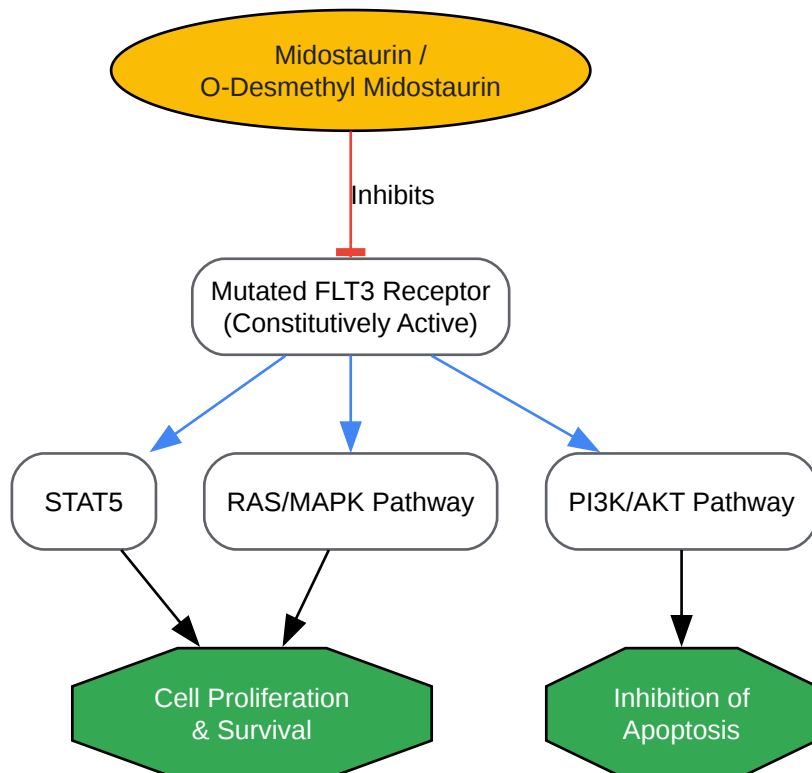 Midostaurin /
O-Desmethyl Midostaurin
Inhibits
Mutated FLT3 Receptor
(Constitutively Active)
STAT5
RAS/MAPK Pathway
PI3K/AKT Pathway
Cell Proliferation
& Survival
Inhibition of
Apoptosis